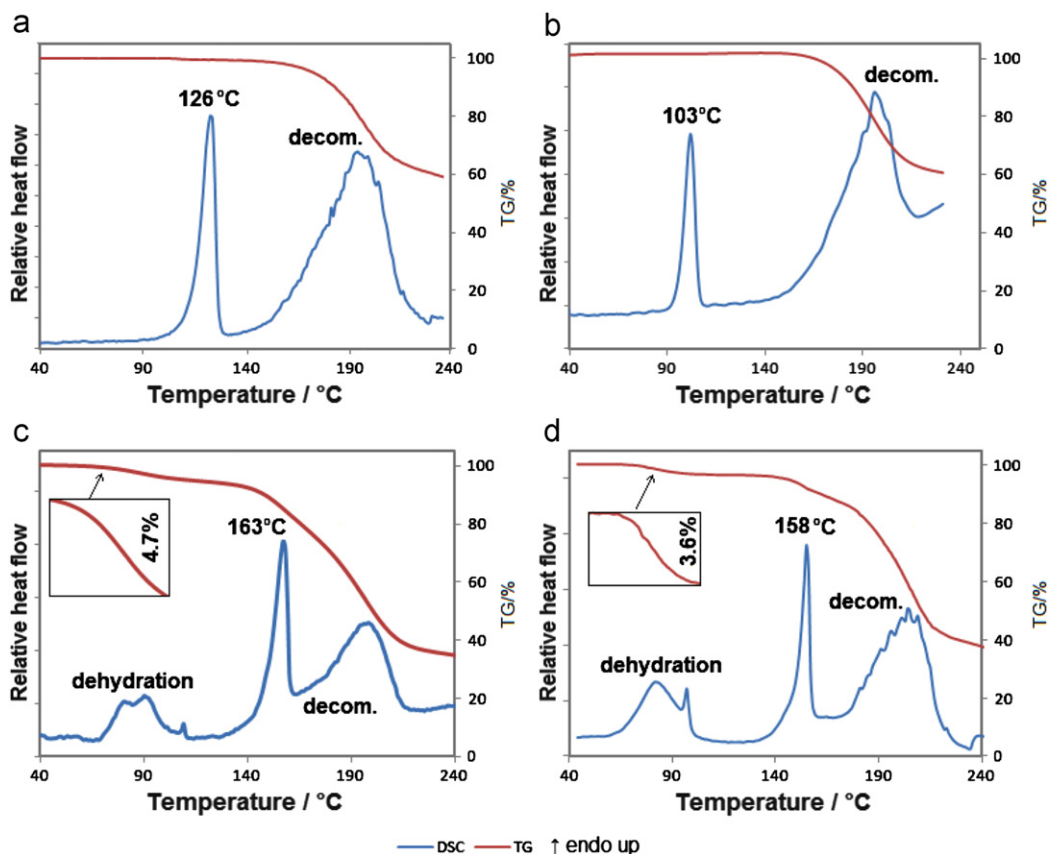 a
126°C
decom.
Relative heat flow
TG/%
100
80
60
40
20
0
40
90
140
190
240
Temperature / °C
b
103°C
decom.
Relative heat flow
TG/%
100
80
60
40
20
0
40
90
140
190
240
Temperature / °C
c
4.7%
163°C
dehydration
decom.
Relative heat flow
TG/%
100
80
60
40
20
0
40
90
140
190
240
Temperature / °C
d
3.6%
158°C
dehydration
decom.
Relative heat flow
TG/%
100
80
60
40
20
0
40
90
140
190
240
Temperature / °C
DSC TG ↑ endo up